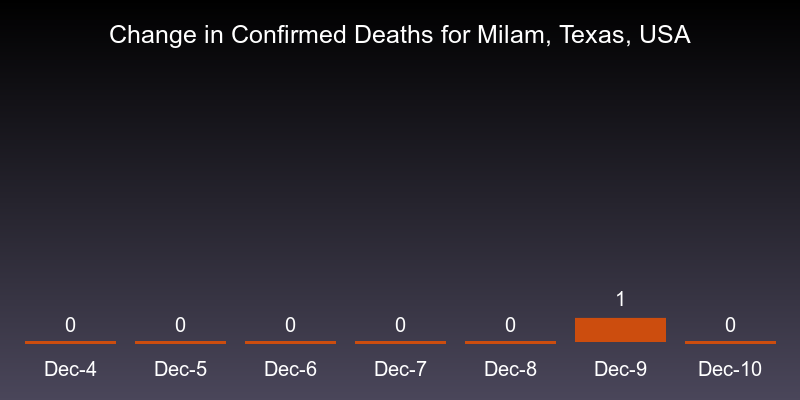 Change in Confirmed Deaths for Milam, Texas, USA
0 0 0 0 0 1 0
Dec-4 Dec-5 Dec-6 Dec-7 Dec-8 Dec-9 Dec-10